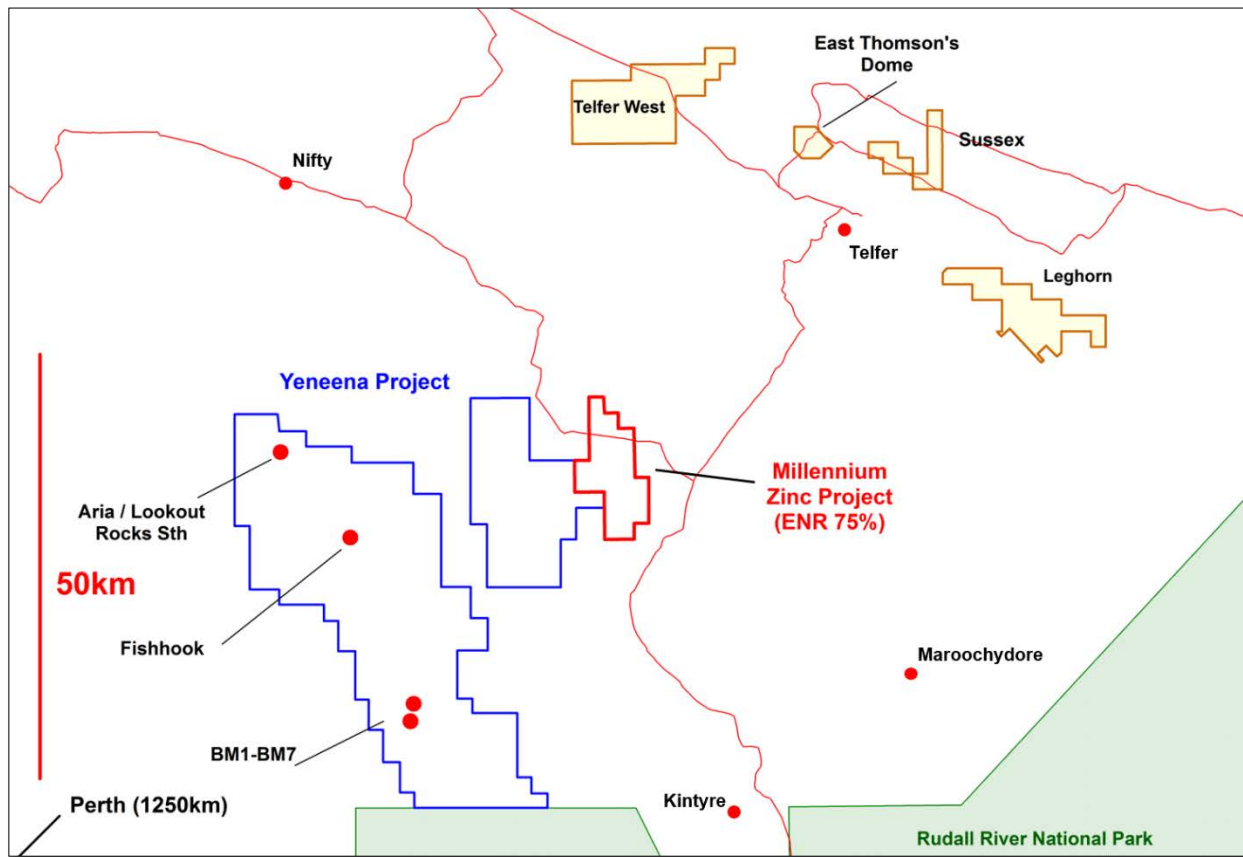 East Thomson's
Dome
Telfer West
Sussex
Nifty
Telfer
Leghorn
Yeneena Project
Millennium
Zinc Project
(ENR 75%)
Aria / Lookout
Rocks Sth
50km
Fishhook
Maroochydore
BM1-BM7
Perth (1250km)
Kintyre
Rudall River National Park